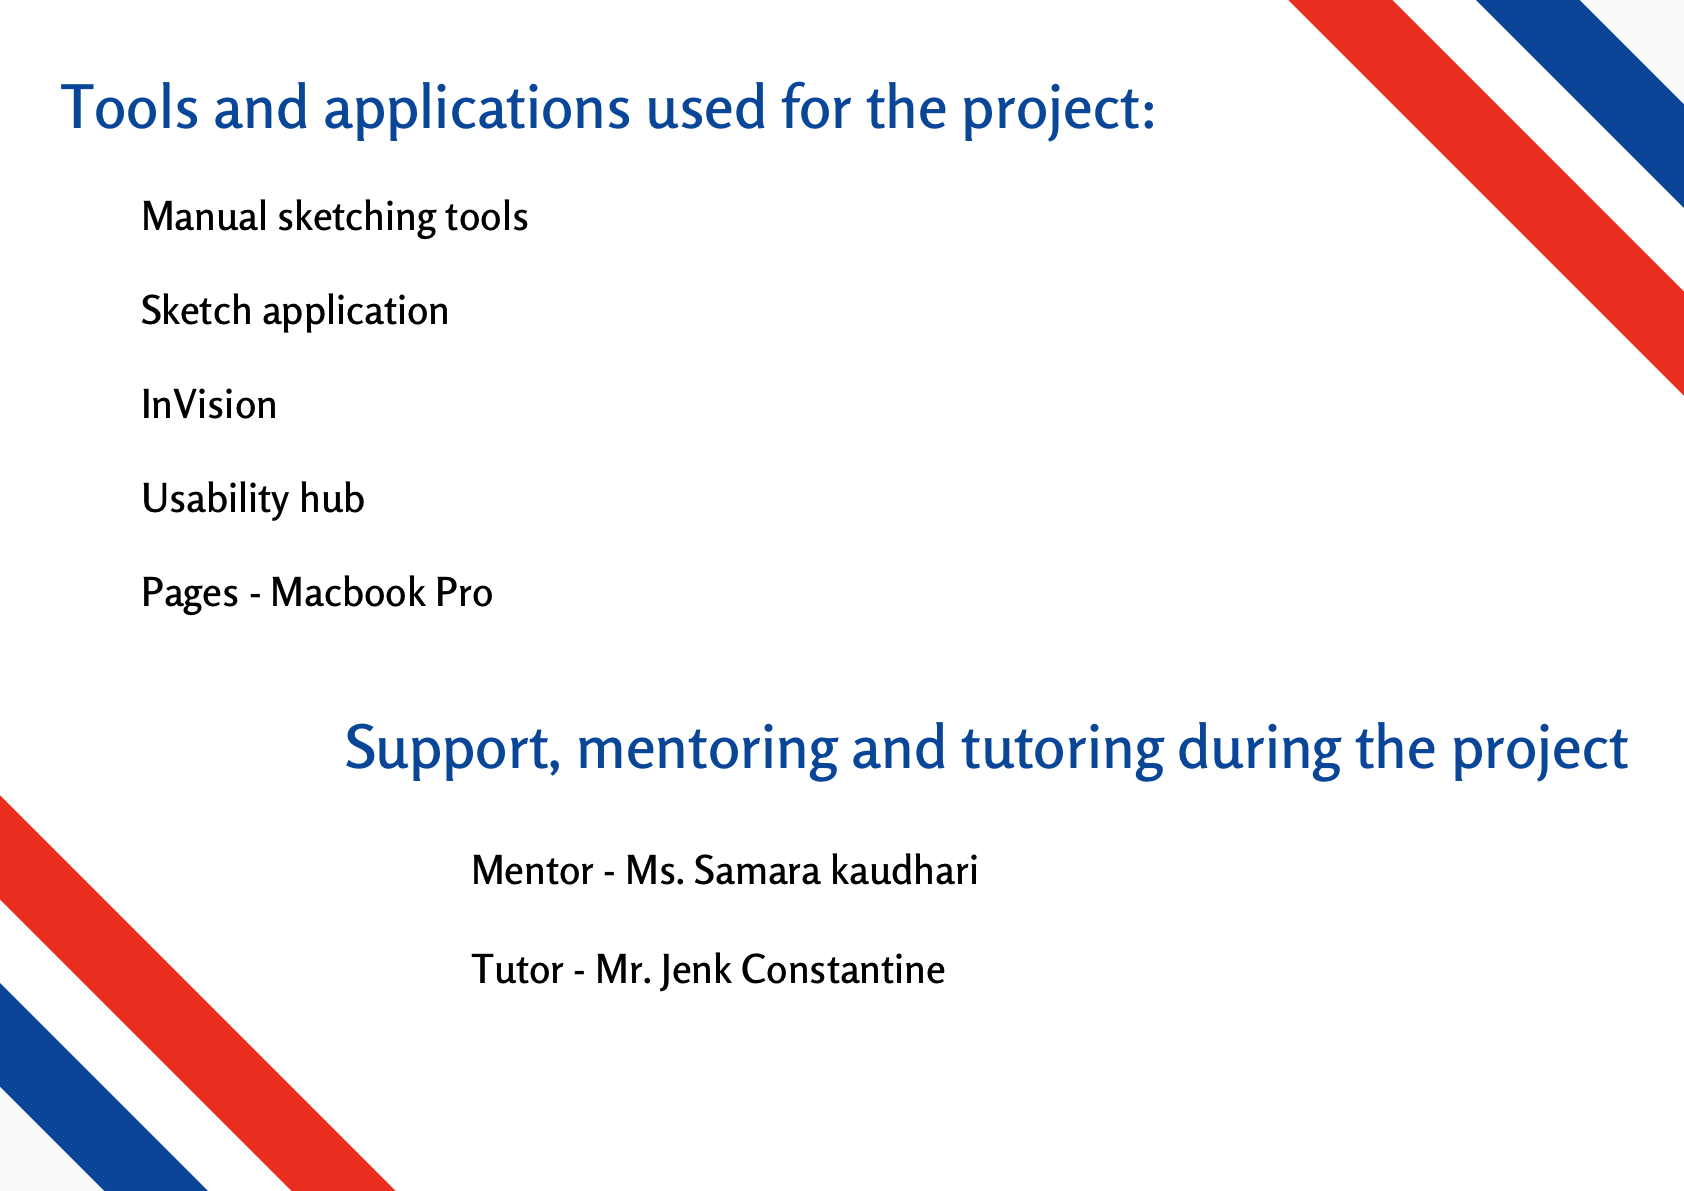 Tools and applications used for the project:
Manual sketching tools
Sketch application
InVision
Usability hub
Pages - Macbook Pro
Support, mentoring and tutoring during the project
Mentor - Ms. Samara kaudhari
Tutor - Mr. Jenk Constantine